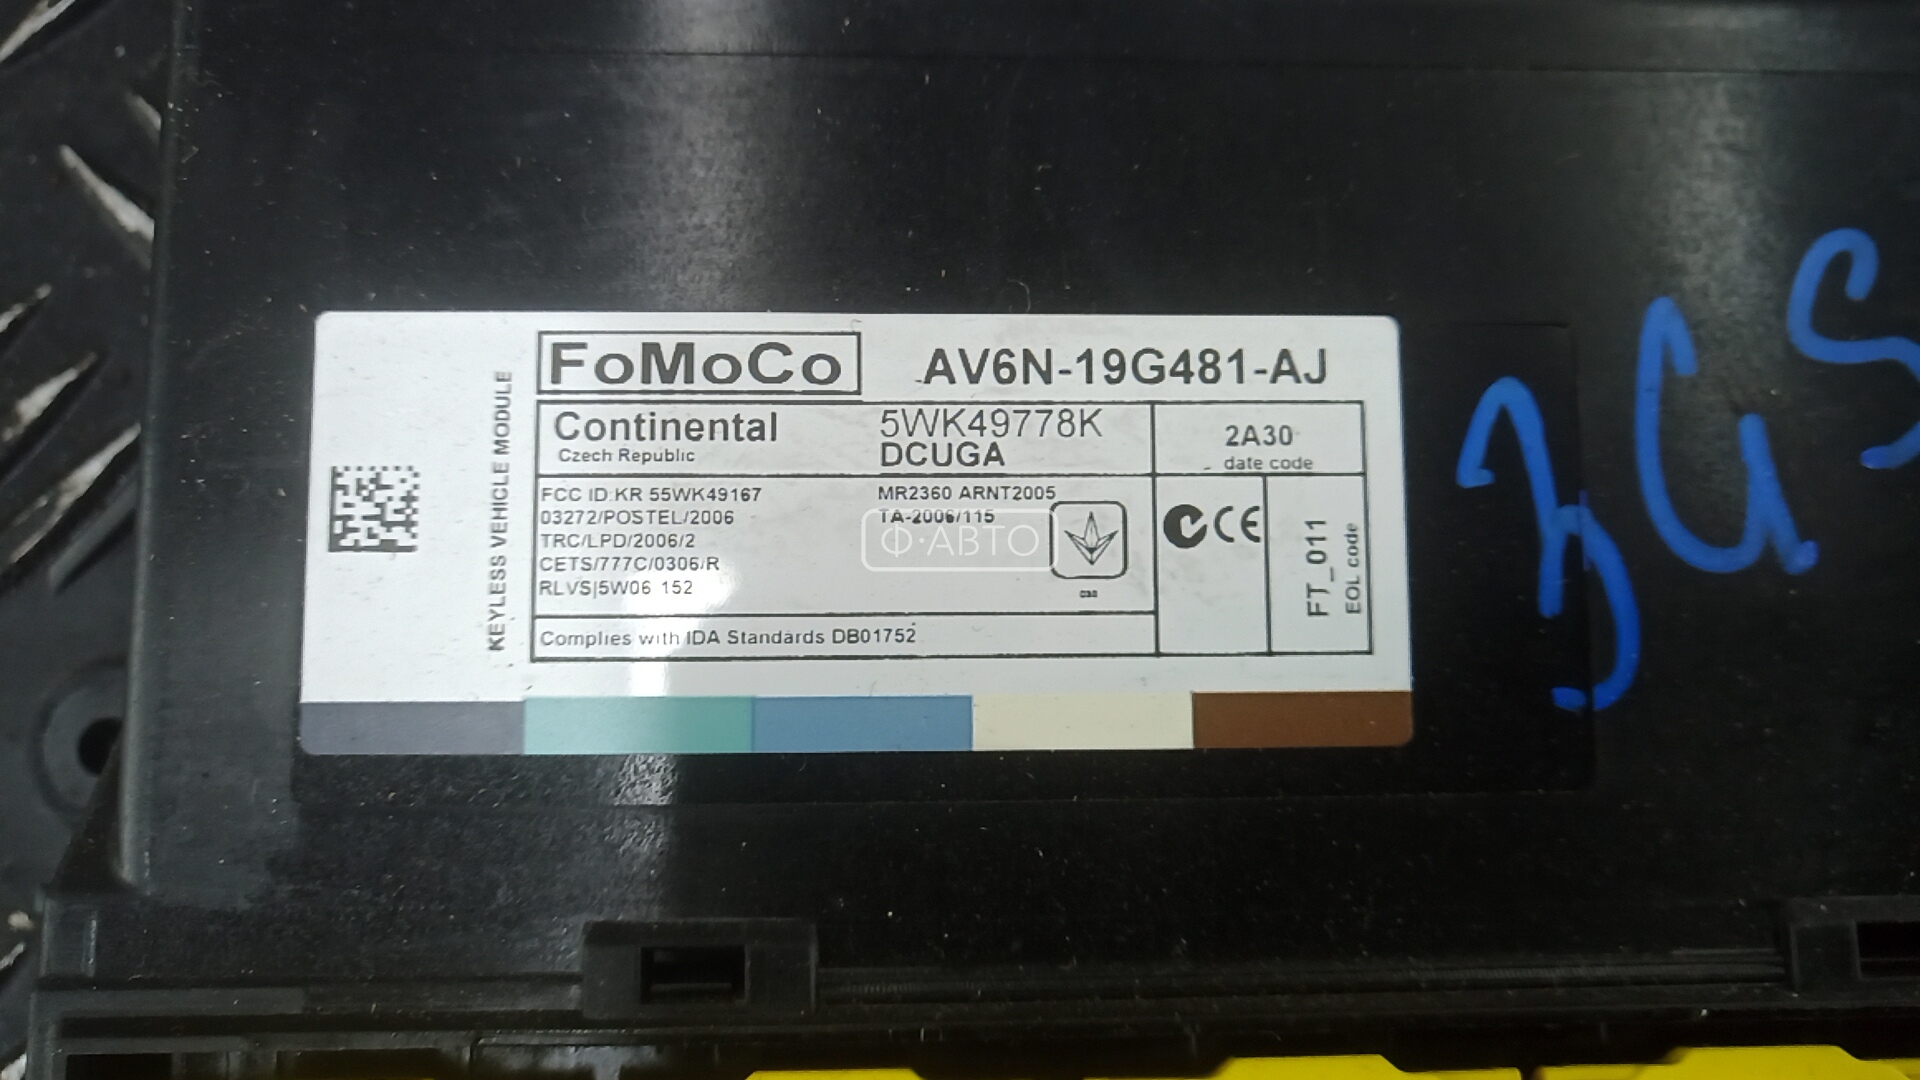 FoMoCo
AV6N-19G481-AJ
KEYLESS VEHICLE MODULE
Continental
Czech Republic
5WK49778K
DCUGA
2A30
date code
FCC ID:KR 55WK49167
03272/POSTEL/2006
TRC/LPD/2006/2
CETS/777C/0306/R
RLVS|5W06 152
MR2360 ARNT2005
TA-2006/115
Ф·АВТО
CE
FT_011
EOL code
Complies with IDA Standards DB01752